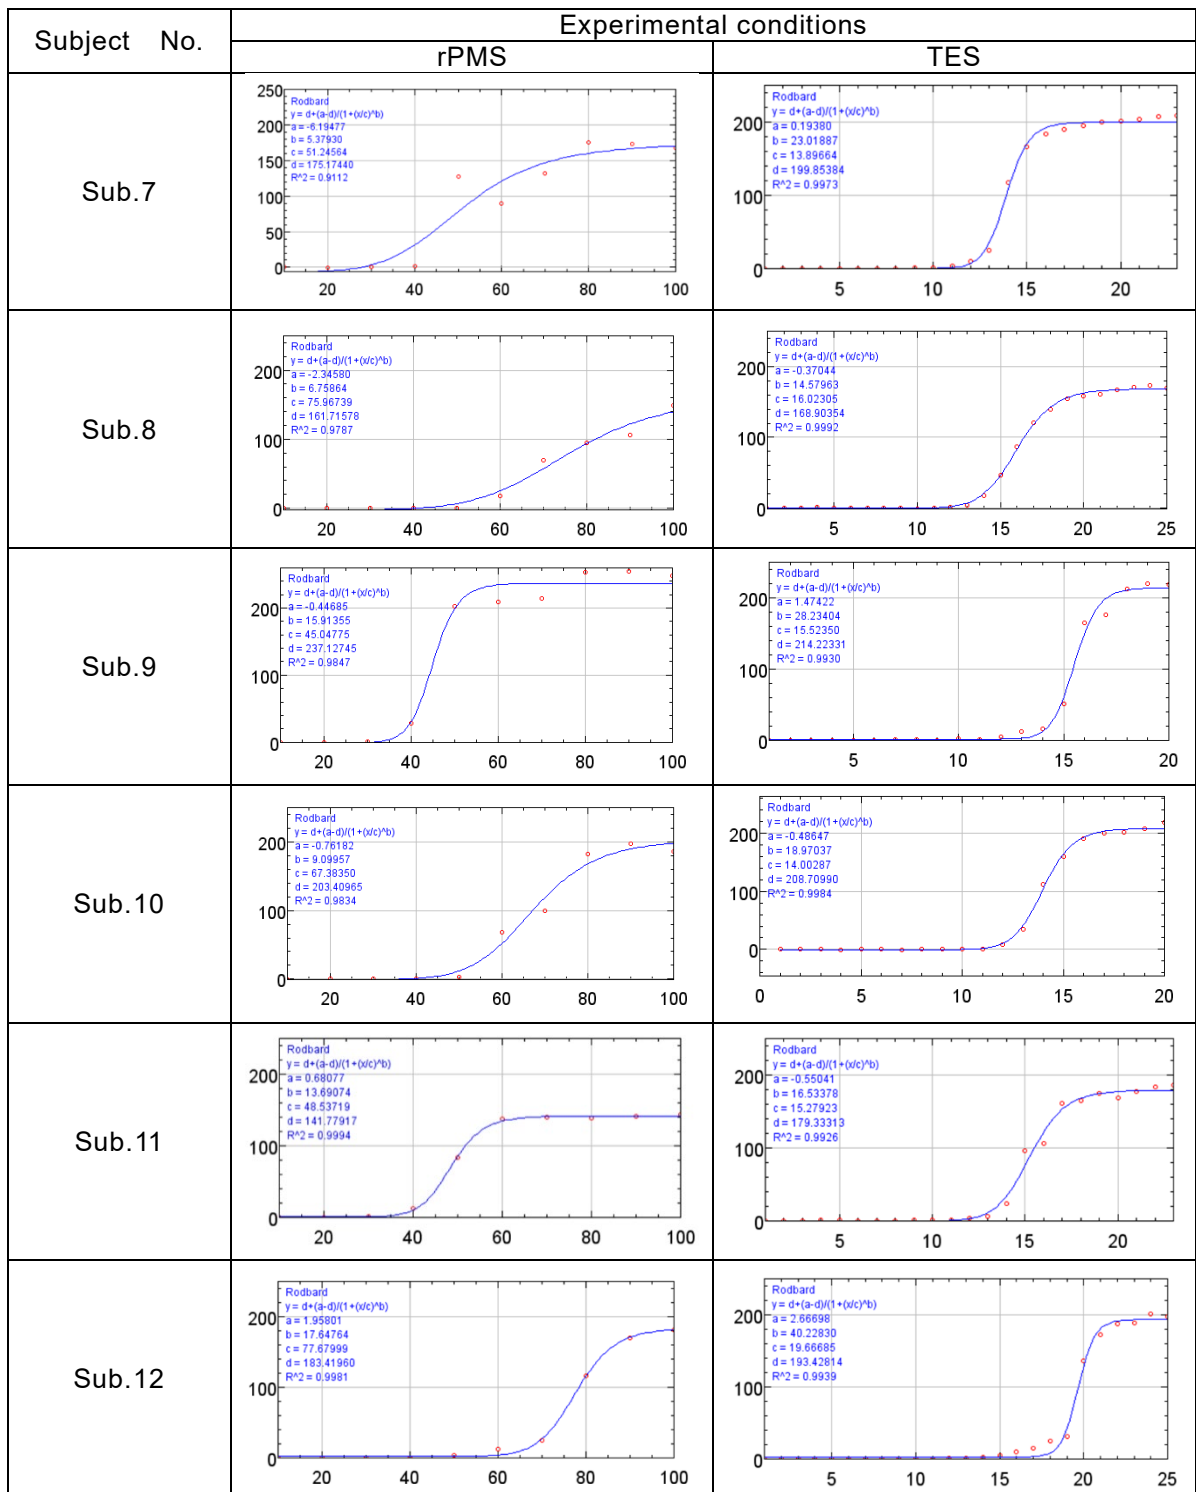 Subject No.
Experimental conditions
rPMS
TES
Sub.7
250
200
150
100
50
0
Rodbard
y = d+(a-d)/(1+(x/c)^b)
a = -6.19477
b = 5.37930
c = 51.24564
d = 175.17440
R^2 = 0.9112
20 40 60 80 100
200
100
0
Rodbard
y = d+(a-d)/(1+(x/c)^b)
a = 0.19380
b = 23.01887
c = 13.89664
d = 199.85384
R^2 = 0.9973
5 10 15 20
Sub.8
200
100
0
Rodbard
y = d+(a-d)/(1+(x/c)^b)
a = -2.34580
b = 6.75864
c = 75.96739
d = 161.71578
R^2 = 0.9787
20 40 60 80 100
200
100
0
Rodbard
y = d+(a-d)/(1+(x/c)^b)
a = -0.37044
b = 14.57963
c = 16.02305
d = 168.90354
R^2 = 0.9992
5 10 15 20 25
Sub.9
200
100
0
Rodbard
y = d+(a-d)/(1+(x/c)^b)
a = -0.44685
b = 15.91355
c = 45.04775
d = 237.12745
R^2 = 0.9847
20 40 60 80 100
200
100
0
Rodbard
y = d+(a-d)/(1+(x/c)^b)
a = 1.47422
b = 28.23404
c = 15.52350
d = 214.22331
R^2 = 0.9930
5 10 15 20
Sub.10
200
100
0
Rodbard
y = d+(a-d)/(1+(x/c)^b)
a = -0.76182
b = 9.09957
c = 67.38350
d = 203.40965
R^2 = 0.9834
20 40 60 80 100
200
100
0
Rodbard
y = d+(a-d)/(1+(x/c)^b)
a = -0.48647
b = 18.97037
c = 14.00287
d = 208.70990
R^2 = 0.9984
0 5 10 15 20
Sub.11
200
100
0
Rodbard
y = d+(a-d)/(1+(x/c)^b)
a = 0.68077
b = 13.69074
c = 48.53719
d = 141.77917
R^2 = 0.9994
20 40 60 80 100
200
100
0
Rodbard
y = d+(a-d)/(1+(x/c)^b)
a = -0.55041
b = 16.53378
c = 15.27923
d = 179.33313
R^2 = 0.9926
5 10 15 20
Sub.12
200
100
0
Rodbard
y = d+(a-d)/(1+(x/c)^b)
a = 1.95801
b = 17.64764
c = 77.67999
d = 183.41960
R^2 = 0.9981
20 40 60 80 100
200
100
0
Rodbard
y = d+(a-d)/(1+(x/c)^b)
a = 2.66698
b = 40.22830
c = 19.66685
d = 193.42814
R^2 = 0.9939
5 10 15 20 25